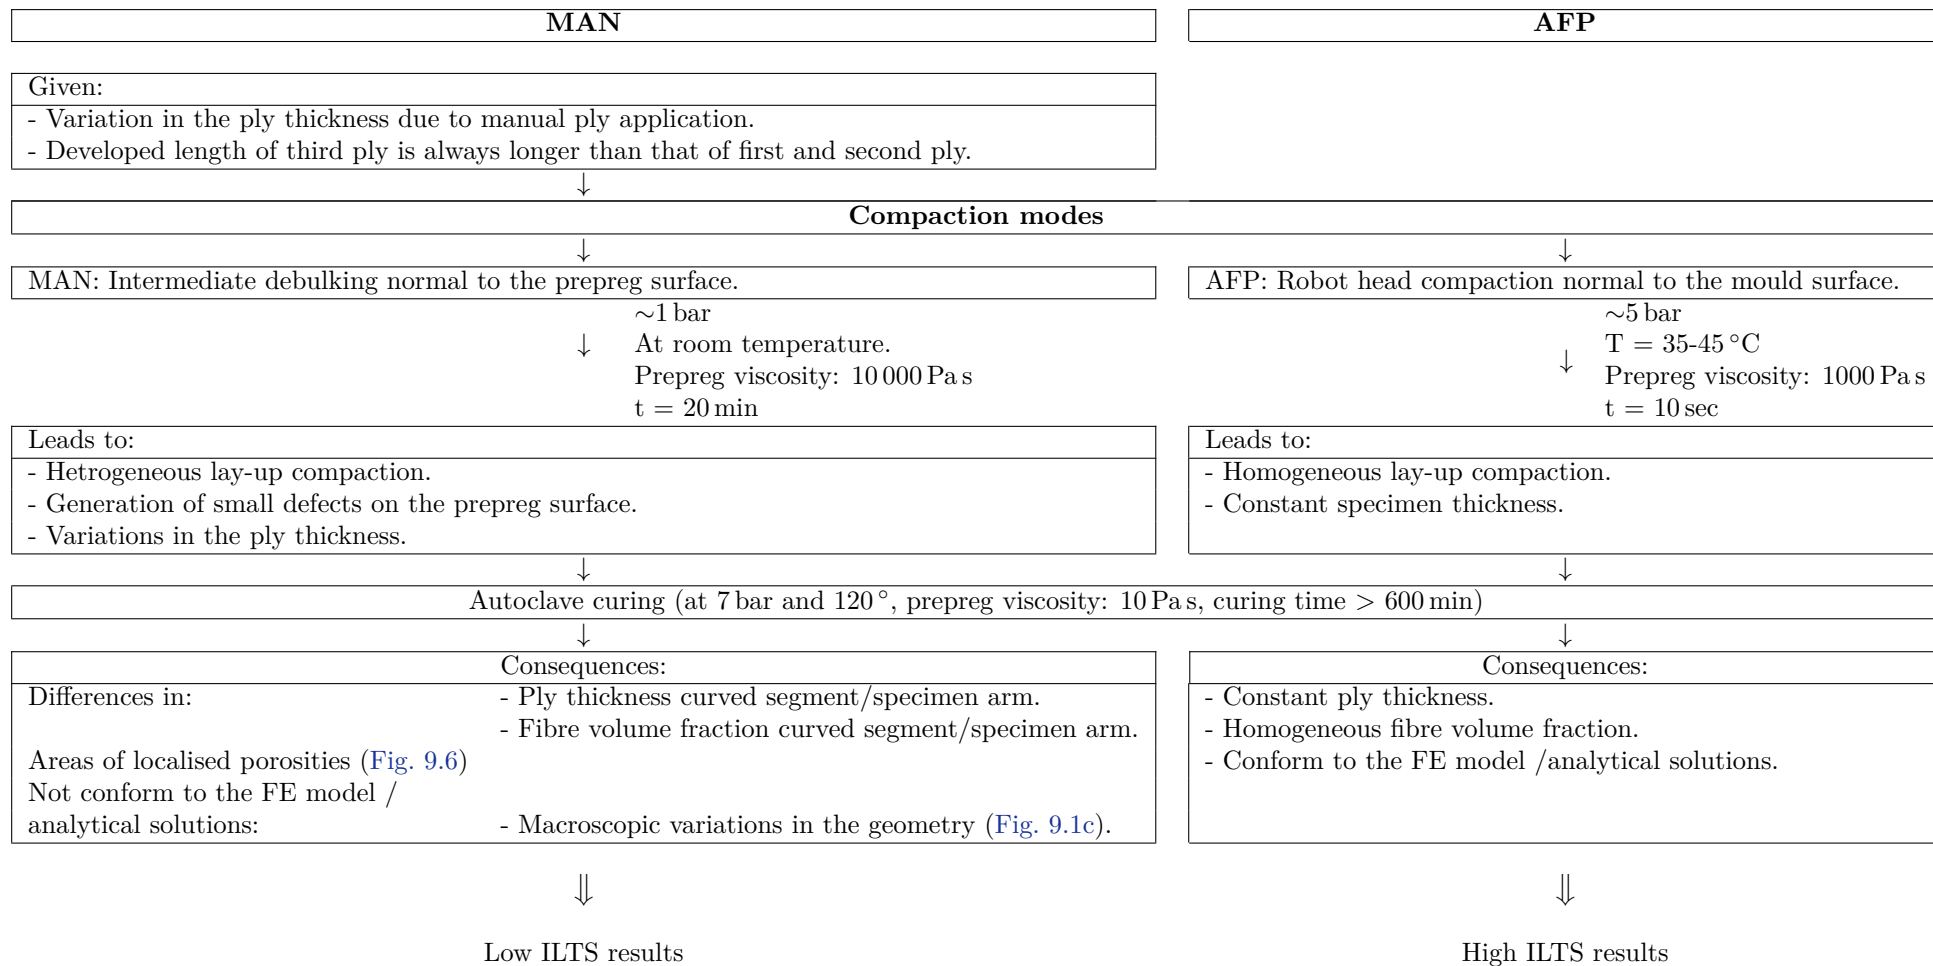 MAN
AFP
Given:
- Variation in the ply thickness due to manual ply application.
- Developed length of third ply is always longer than that of first and second ply.
↓
Compaction modes
↓ ↓
MAN: Intermediate debulking normal to the prepreg surface.
AFP: Robot head compaction normal to the mould surface.
↓
∼1 bar
At room temperature.
Prepreg viscosity: 10 000 Pa s
t = 20 min
↓
∼5 bar
T = 35-45 °C
Prepreg viscosity: 1000 Pa s
t = 10 sec
Leads to:
- Hetrogeneous lay-up compaction.
- Generation of small defects on the prepreg surface.
- Variations in the ply thickness.
Leads to:
- Homogeneous lay-up compaction.
- Constant specimen thickness.
↓ ↓
Autoclave curing (at 7 bar and 120 °, prepreg viscosity: 10 Pa s, curing time > 600 min)
↓ ↓
Consequences:
Differences in: - Ply thickness curved segment/specimen arm.
- Fibre volume fraction curved segment/specimen arm.
Areas of localised porosities (Fig. 9.6)
Not conform to the FE model /
analytical solutions: - Macroscopic variations in the geometry (Fig. 9.1c).
Consequences:
- Constant ply thickness.
- Homogeneous fibre volume fraction.
- Conform to the FE model /analytical solutions.
⇓ ⇓
Low ILTS results
High ILTS results